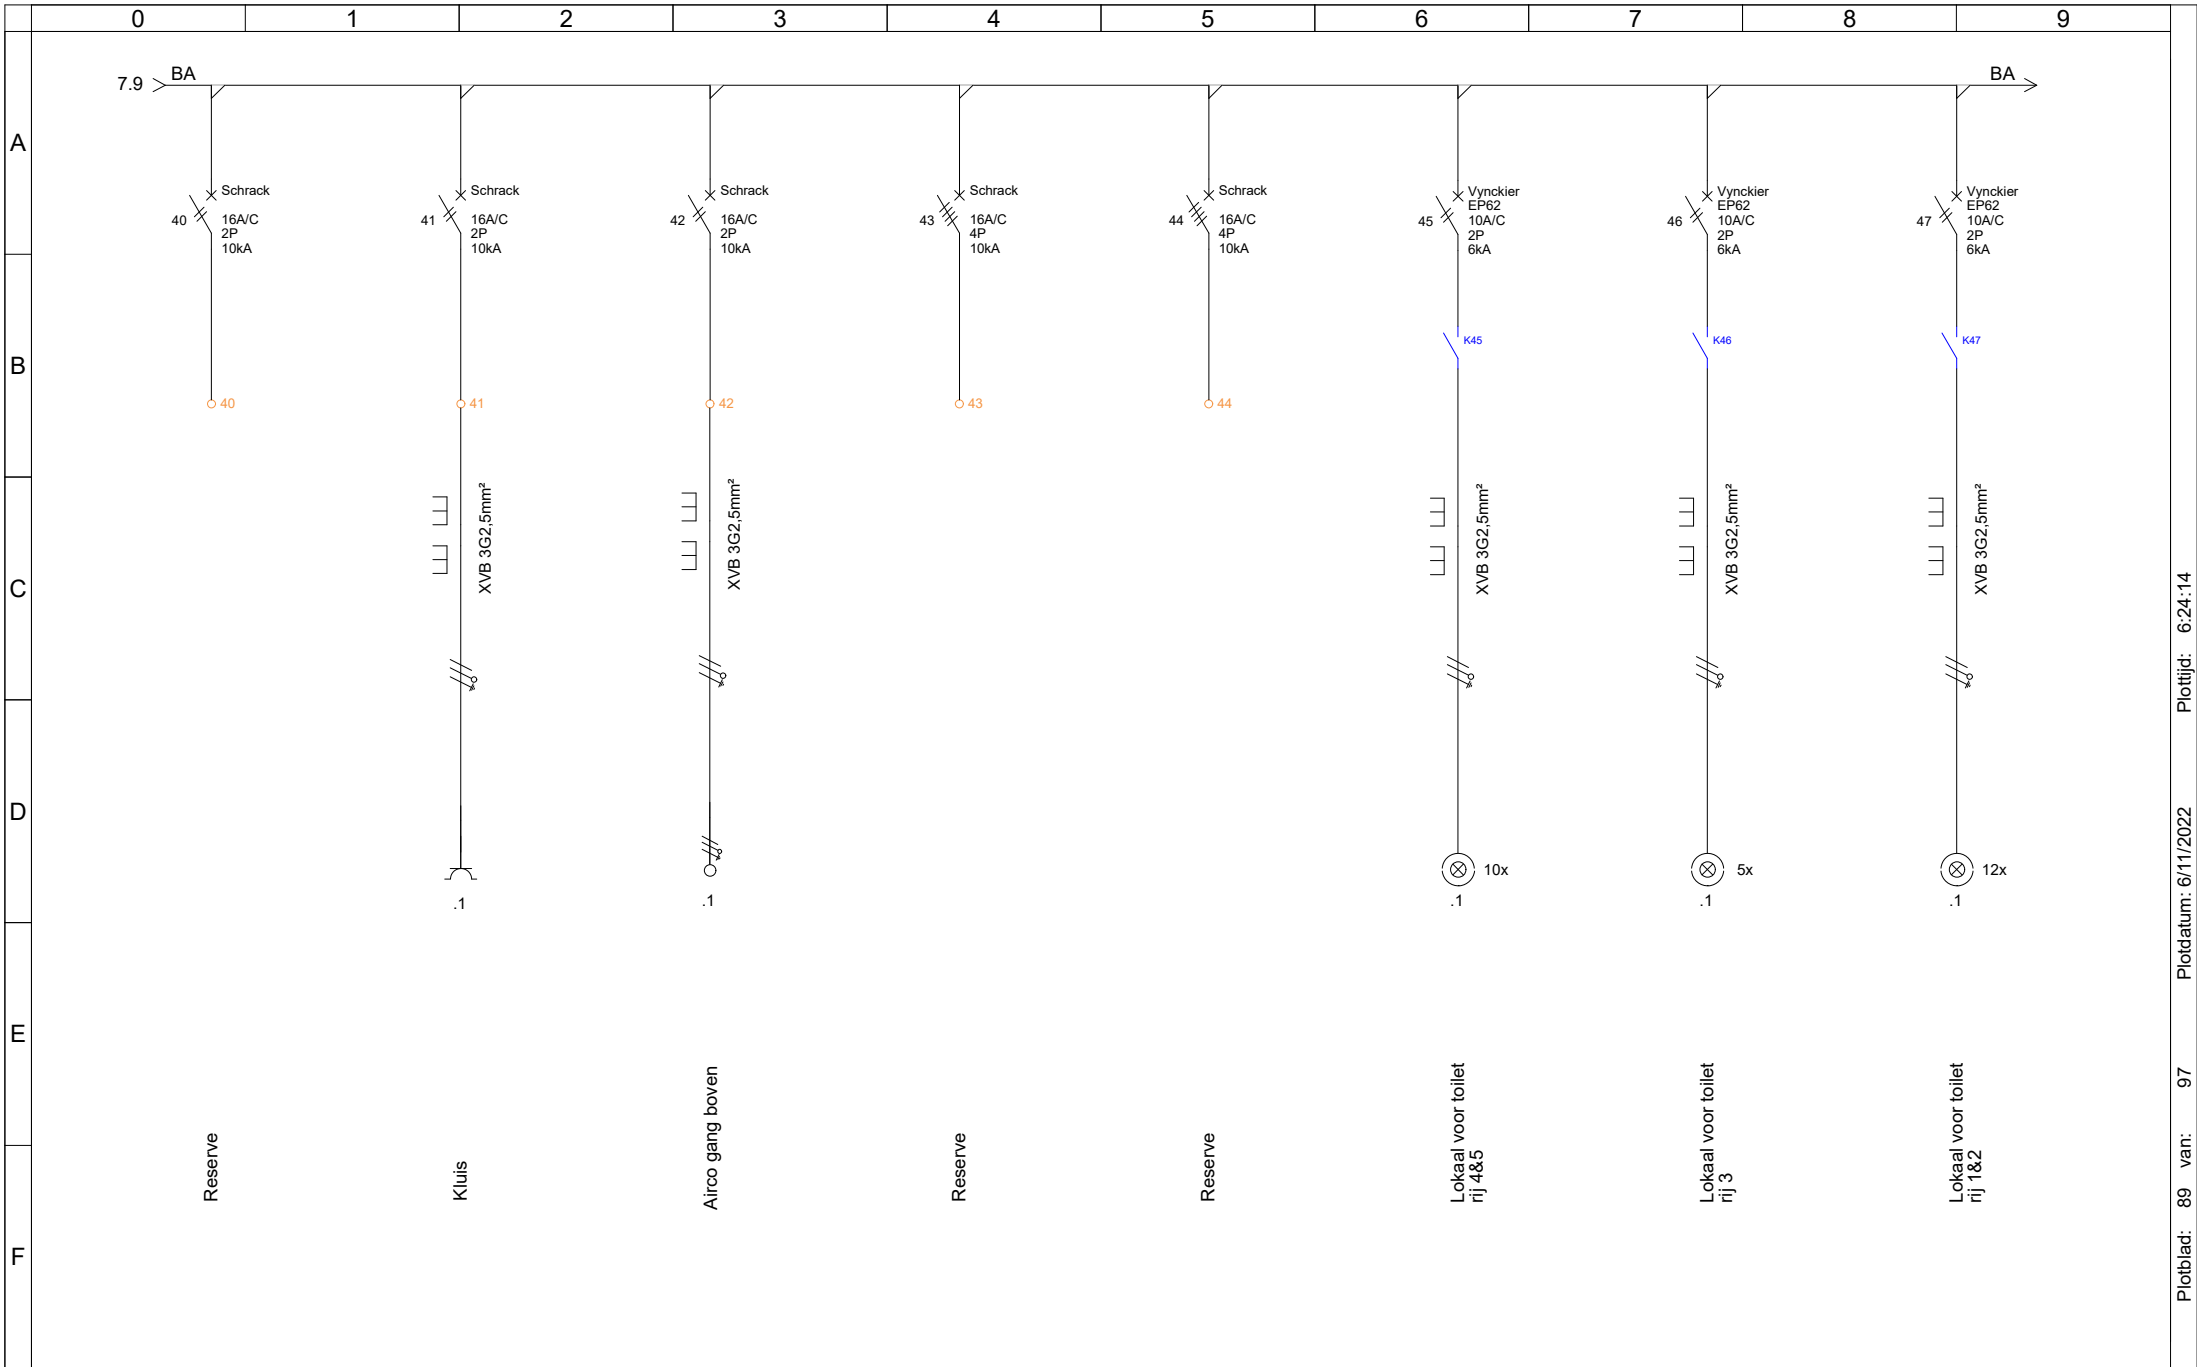 0 1 2 3 4 5 6 7 8 9
A
B
C
D
E
F
7.9
BA
BA
40
Schrack
16A/C
2P
10kA
41
Schrack
16A/C
2P
10kA
42
Schrack
16A/C
2P
10kA
43
Schrack
16A/C
4P
10kA
44
Schrack
16A/C
4P
10kA
45
Vynckier
EP62
10A/C
2P
6kA
46
Vynckier
EP62
10A/C
2P
6kA
47
Vynckier
EP62
10A/C
2P
6kA
K45
K46
K47
40
41
42
43
44
XVB 3G2,5mm²
XVB 3G2,5mm²
XVB 3G2,5mm²
XVB 3G2,5mm²
XVB 3G2,5mm²
.1
.1
10x
.1
5x
.1
12x
.1
Reserve
Kluis
Airco gang boven
Reserve
Reserve
Lokaal voor toilet
rij 4&5
Lokaal voor toilet
rij 3
Lokaal voor toilet
rij 1&2
Plotblad: 89 van: 97 Plotdatum: 6/11/2022 Plottijd: 6:24:14